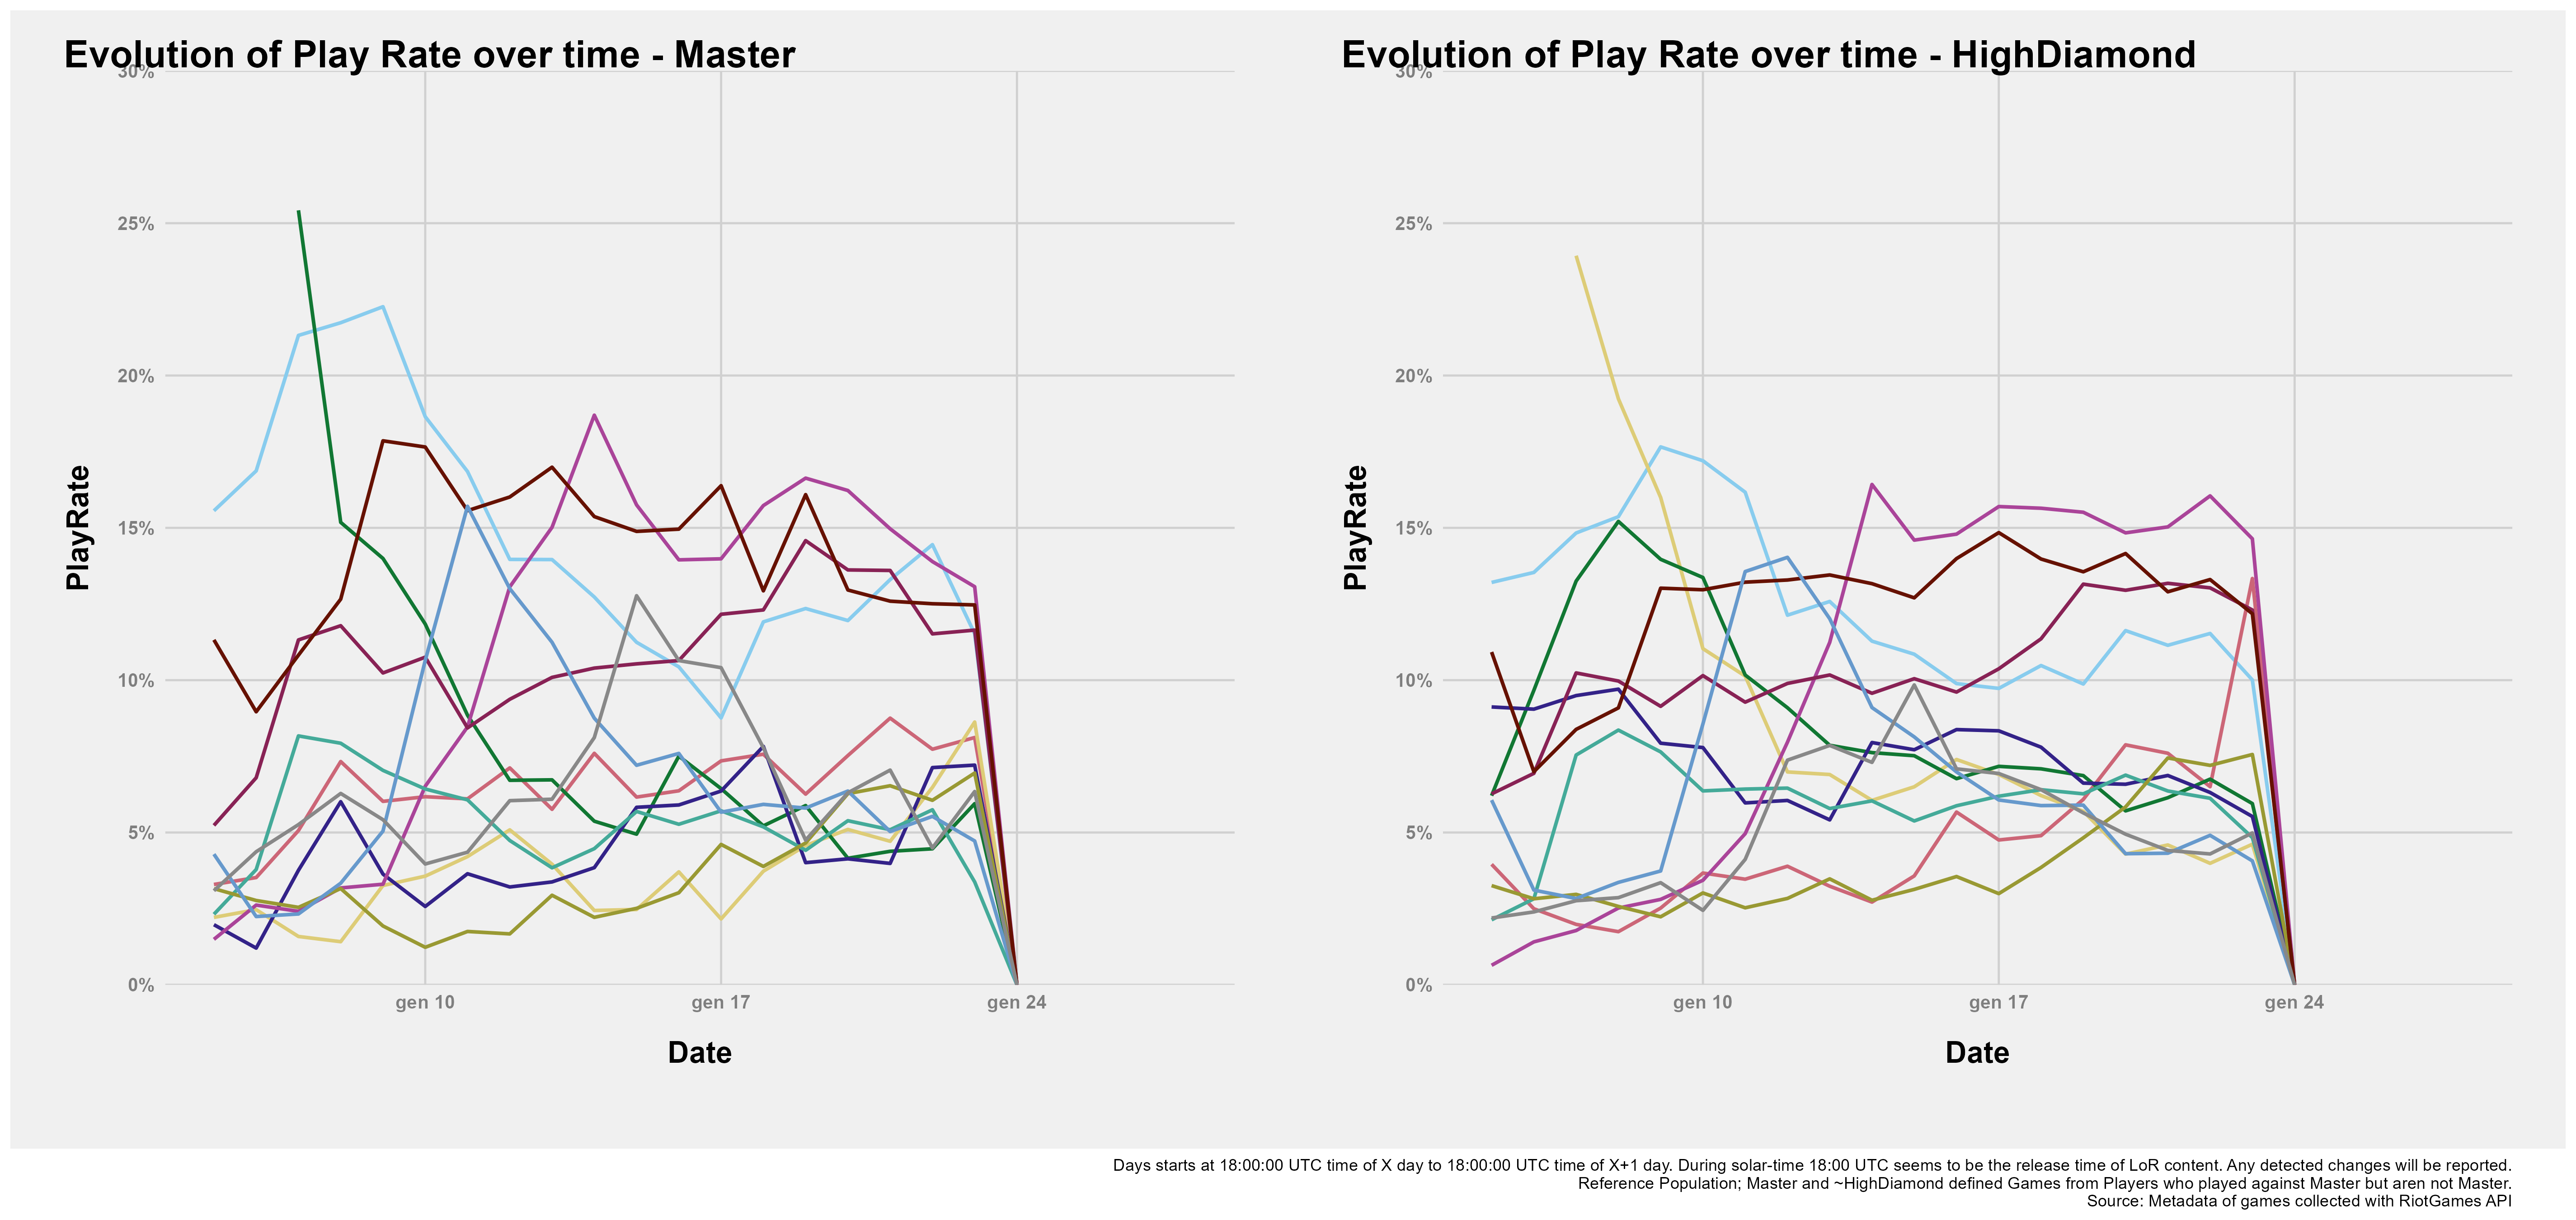 Evolution of Play Rate over time - Master
30%
25%
20%
15%
10%
5%
0%
PlayRate
gen 10
gen 17
gen 24
Date
Evolution of Play Rate over time - HighDiamond
30%
25%
20%
15%
10%
5%
0%
PlayRate
gen 10
gen 17
gen 24
Date
Days starts at 18:00:00 UTC time of X day to 18:00:00 UTC time of X+1 day. During solar-time 18:00 UTC seems to be the release time of LoR content. Any detected changes will be reported.
Reference Population; Master and ~HighDiamond defined Games from Players who played against Master but aren not Master.
Source: Metadata of games collected with RiotGames API